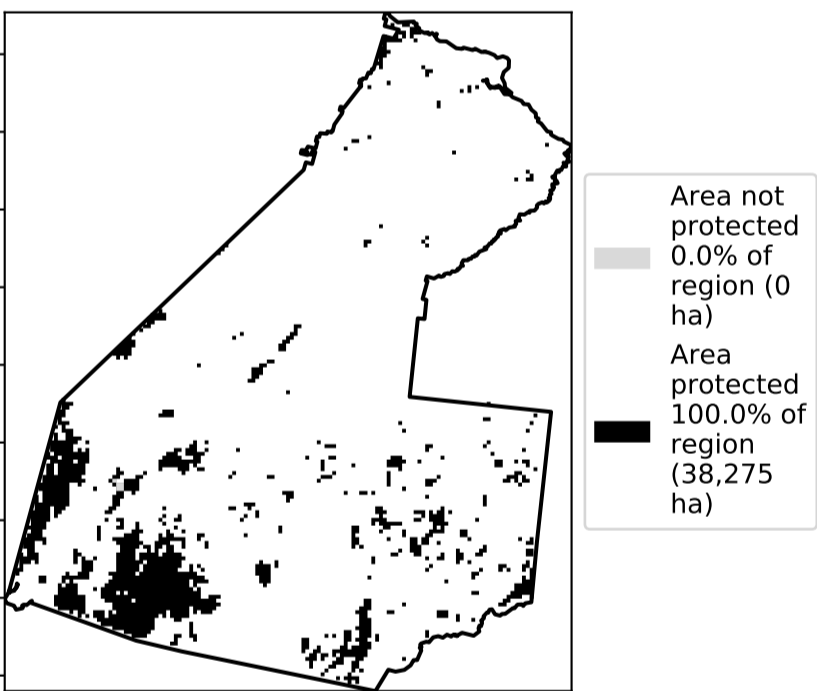 Area not
protected
0.0% of
region (0
ha)
Area
protected
100.0% of
region
(38,275
ha)